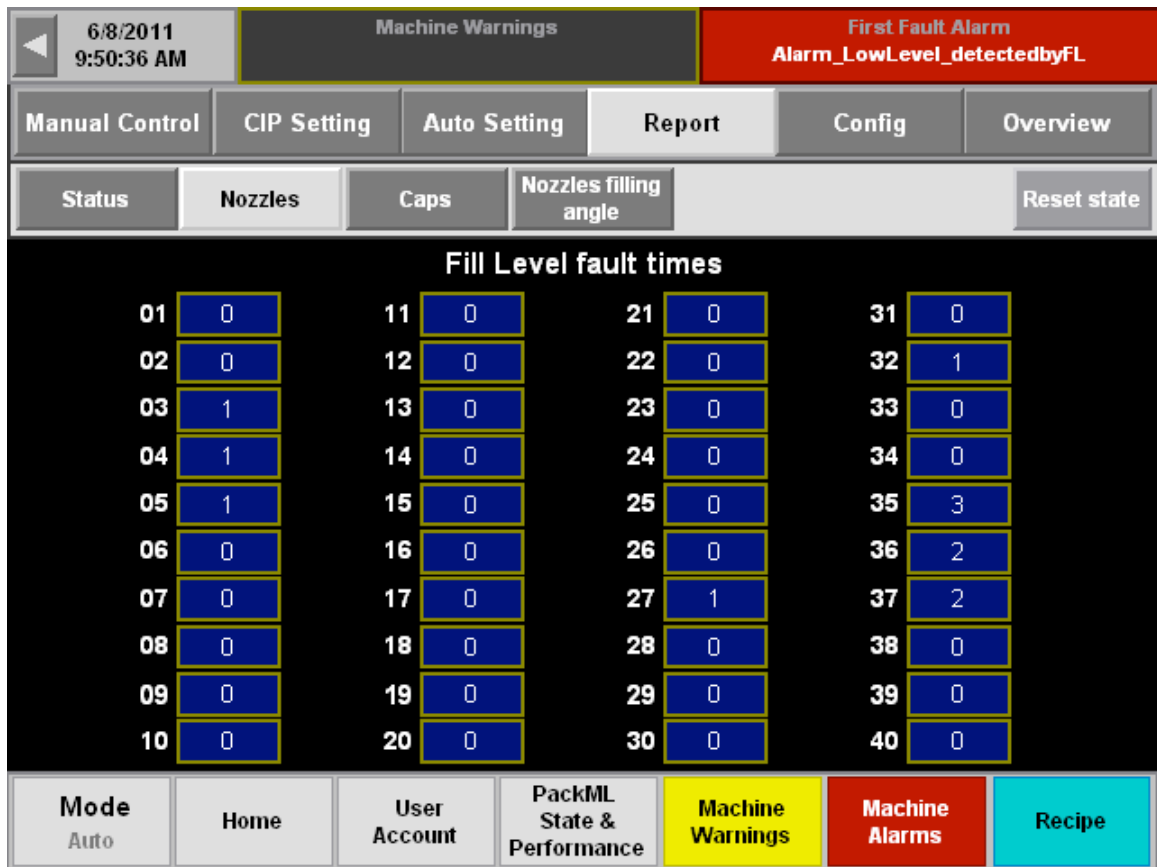 6/8/2011
9:50:36 AM
Machine Warnings
First Fault Alarm
Alarm_LowLevel_detectedbyFL
Manual Control
CIP Setting
Auto Setting
Report
Config
Overview
Status
Nozzles
Caps
Nozzles filling
angle
Reset state
Fill Level fault times
01 0 11 0 21 0 31 0
02 0 12 0 22 0 32 1
03 1 13 0 23 0 33 0
04 1 14 0 24 0 34 0
05 1 15 0 25 0 35 3
06 0 16 0 26 0 36 2
07 0 17 0 27 1 37 2
08 0 18 0 28 0 38 0
09 0 19 0 29 0 39 0
10 0 20 0 30 0 40 0
Mode
Auto
Home
User
Account
PackML
State &
Performance
Machine
Warnings
Machine
Alarms
Recipe